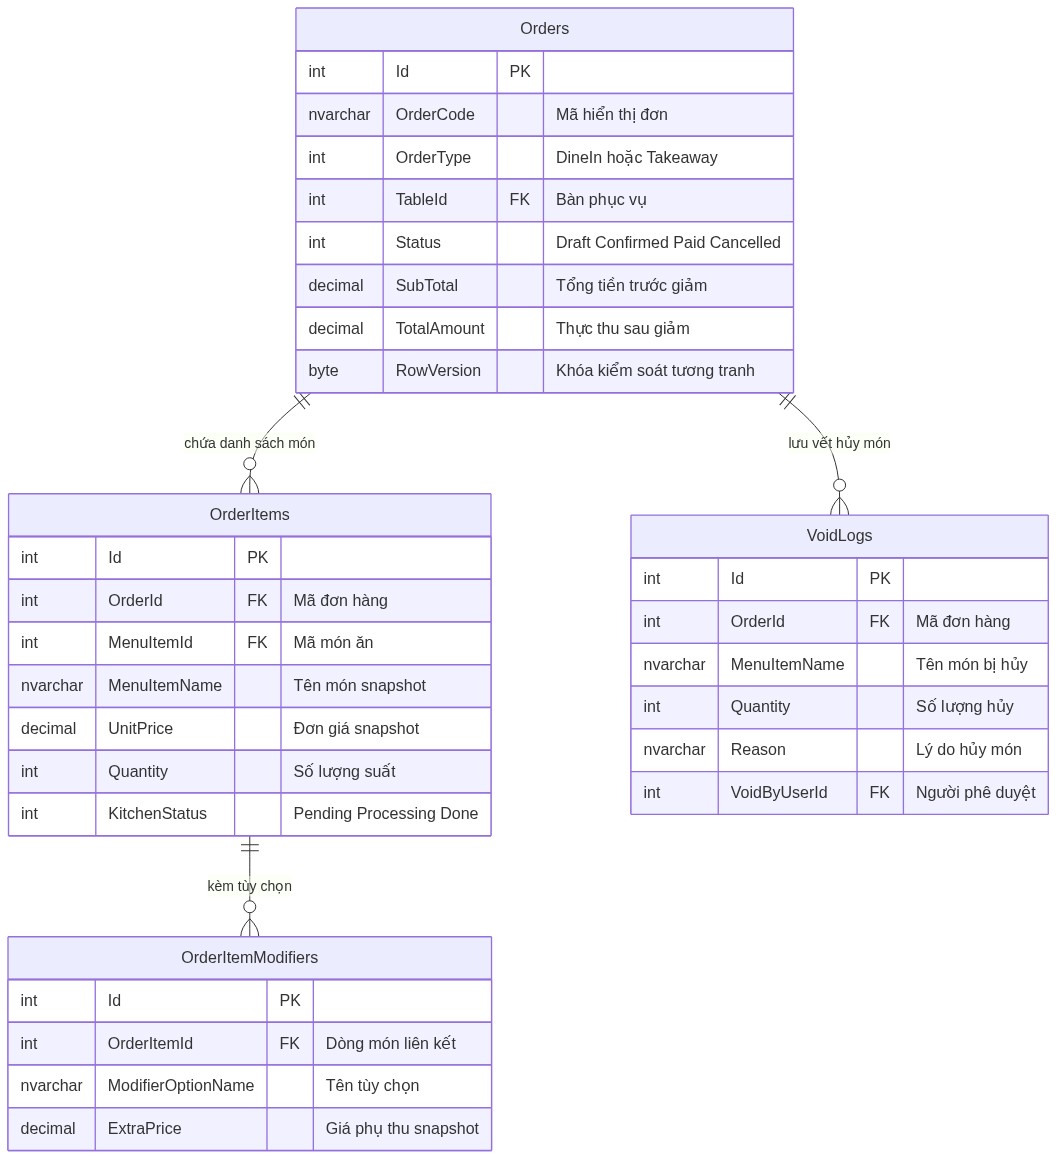 Orders
int Id PK
nvarchar OrderCode Mã hiển thị đơn
int OrderType DineIn hoặc Takeaway
int TableId FK Bàn phục vụ
int Status Draft Confirmed Paid Cancelled
decimal SubTotal Tổng tiền trước giảm
decimal TotalAmount Thực thu sau giảm
byte RowVersion Khóa kiểm soát tương tranh
chứa danh sách món
lưu vết hủy món
OrderItems
int Id PK
int OrderId FK Mã đơn hàng
int MenuItemId FK Mã món ăn
nvarchar MenuItemName Tên món snapshot
decimal UnitPrice Đơn giá snapshot
int Quantity Số lượng suất
int KitchenStatus Pending Processing Done
VoidLogs
int Id PK
int OrderId FK Mã đơn hàng
nvarchar MenuItemName Tên món bị hủy
int Quantity Số lượng hủy
nvarchar Reason Lý do hủy món
int VoidByUserId FK Người phê duyệt
kèm tùy chọn
OrderItemModifiers
int Id PK
int OrderItemId FK Dòng món liên kết
nvarchar ModifierOptionName Tên tùy chọn
decimal ExtraPrice Giá phụ thu snapshot